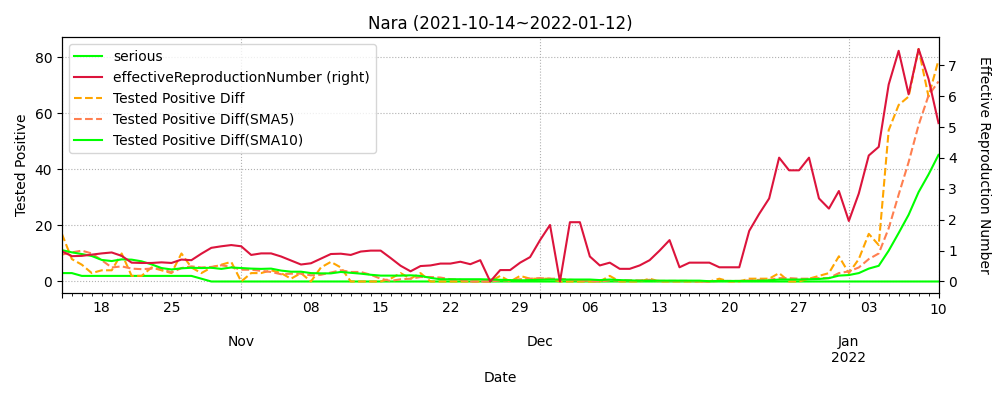 Nara (2021-10-14~2022-01-12)
serious
effectiveReproductionNumber (right)
Tested Positive Diff
Tested Positive Diff(SMA5)
Tested Positive Diff(SMA10)
Tested Positive
80
60
40
20
0
Effective Reproduction Number
7
6
5
4
3
2
1
0
18 25 08 15 22 29 06 13 20 27 03 10
Nov Dec Jan
2022
Date